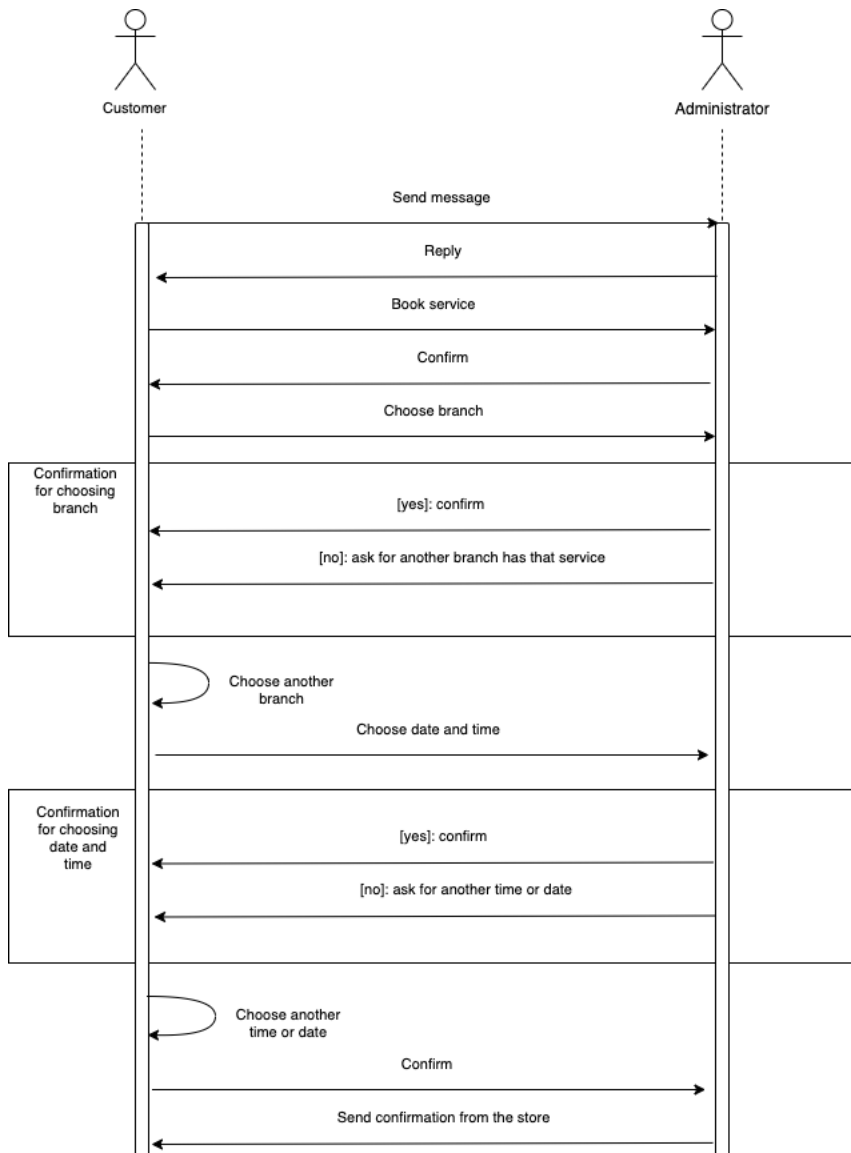 Customer
Administrator
Send message
Reply
Book service
Confirm
Choose branch
Confirmation
for choosing
branch
[yes]: confirm
[no]: ask for another branch has that service
Choose another
branch
Choose date and time
Confirmation
for choosing
date and
time
[yes]: confirm
[no]: ask for another time or date
Choose another
time or date
Confirm
Send confirmation from the store